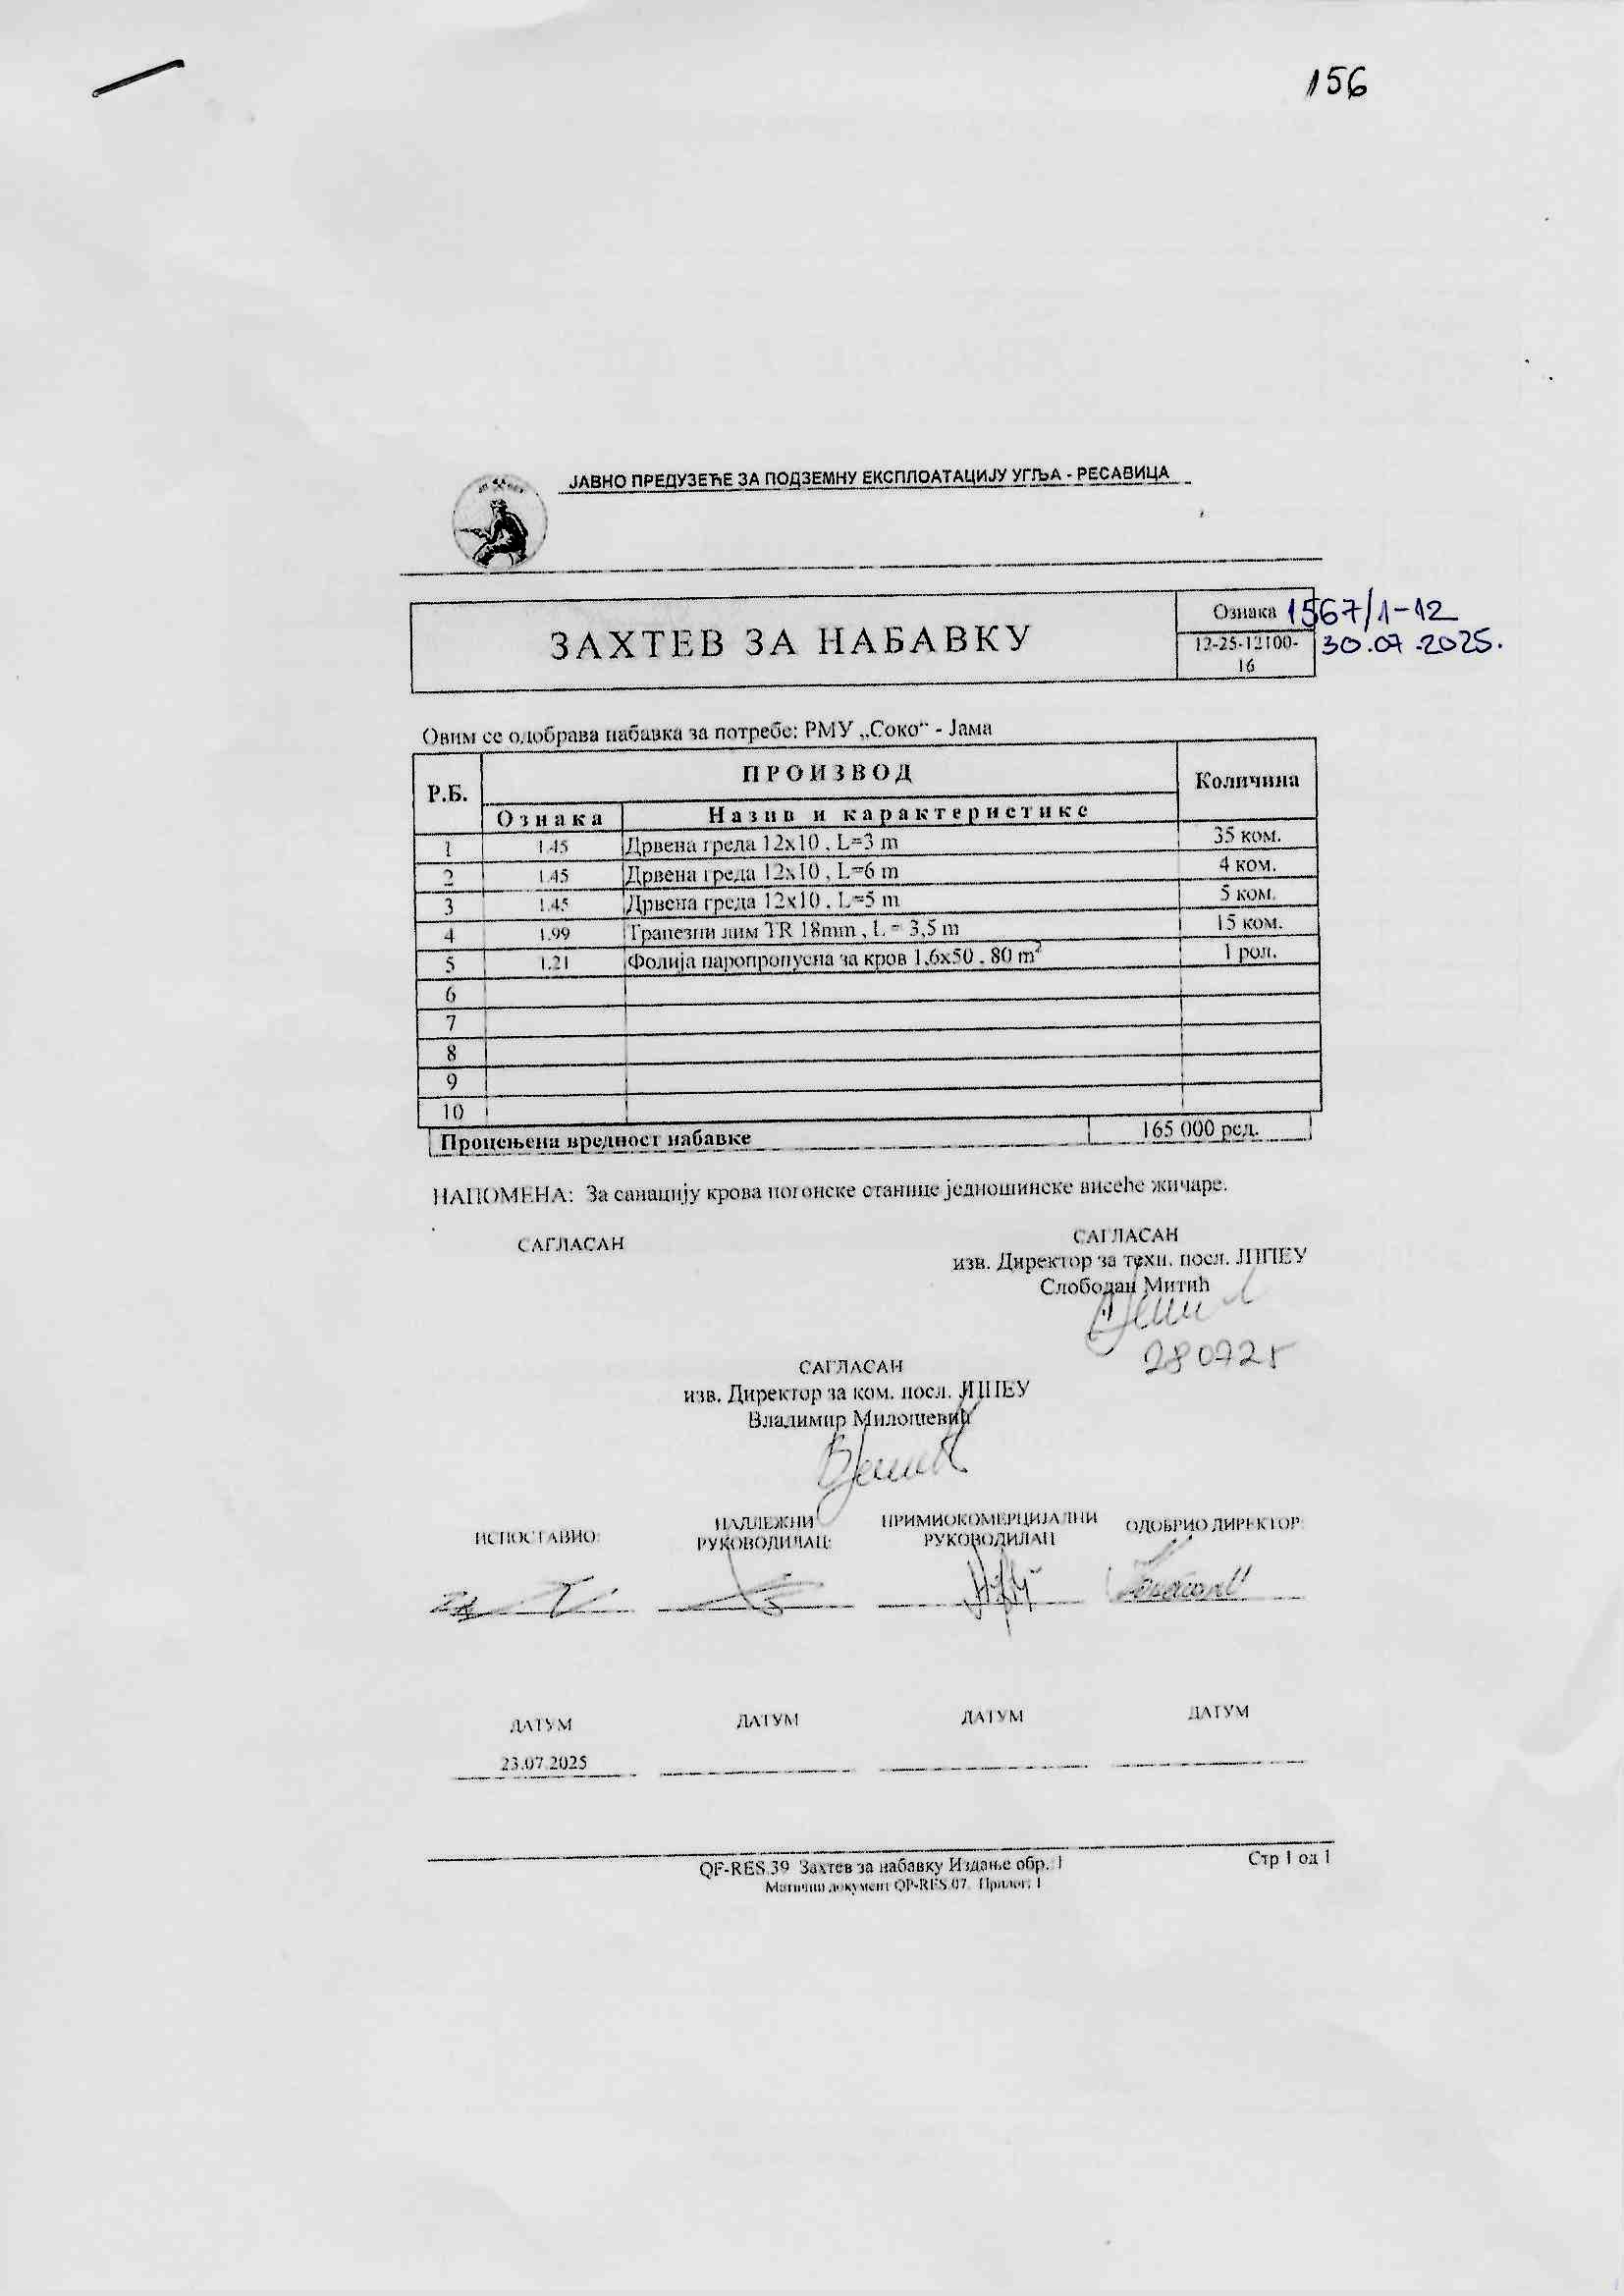 156
ЈАВНО ПРЕДУЗЕЋЕ ЗА ПОДЗЕМНУ ЕКСПЛОАТАЦИЈУ УГЉА - РЕСАВИЦА
ЗАХТЕВ ЗА НАБАВКУ
Ознака 1567/1-12
12-25-12100-16 30.07.2025.
Овим се одобрава набавка за потребе: РМУ „Соко“ - Јама
Р.Б. ПРОИЗВОД Количина
Ознака Назив и карактеристике
1 1.45 Дрвена греда 12x10 , L=3 m 35 ком.
2 1.45 Дрвена греда 12x10 , L=6 m 4 ком.
3 1.45 Дрвена греда 12x10 , L=5 m 5 ком.
4 1.99 Трапезни лим TR 18mm , L = 3,5 m 15 ком.
5 1.21 Фолија паропропусна за кров 1,6x50 , 80 m² 1 рол.
6
7
8
9
10
Процењена вредност набавке 165 000 рсд.
НАПОМЕНА: За санацију крова погонске станице једношинске висеће жичаре.
САГЛАСАН
САГЛАСАН
изв. Директор за техн. посл. ЈППЕУ
Слободан Митић
280725
САГЛАСАН
изв. Директор за ком. посл. ЈППЕУ
Владимир Милошевић
ИСПОСТАВИО: НАДЛЕЖНИ РУКОВОДИЛАЦ: ПРИМИОКОМЕРЦИЈАЛНИ РУКОВОДИЛАЦ ОДОБРИО ДИРЕКТОР:
ДАТУМ ДАТУМ ДАТУМ ДАТУМ
23.07.2025
QF-RES.39 Захтев за набавку Издање обр. 1 Стр 1 од 1
Матични документ QP-RES.07. Прилог: 1